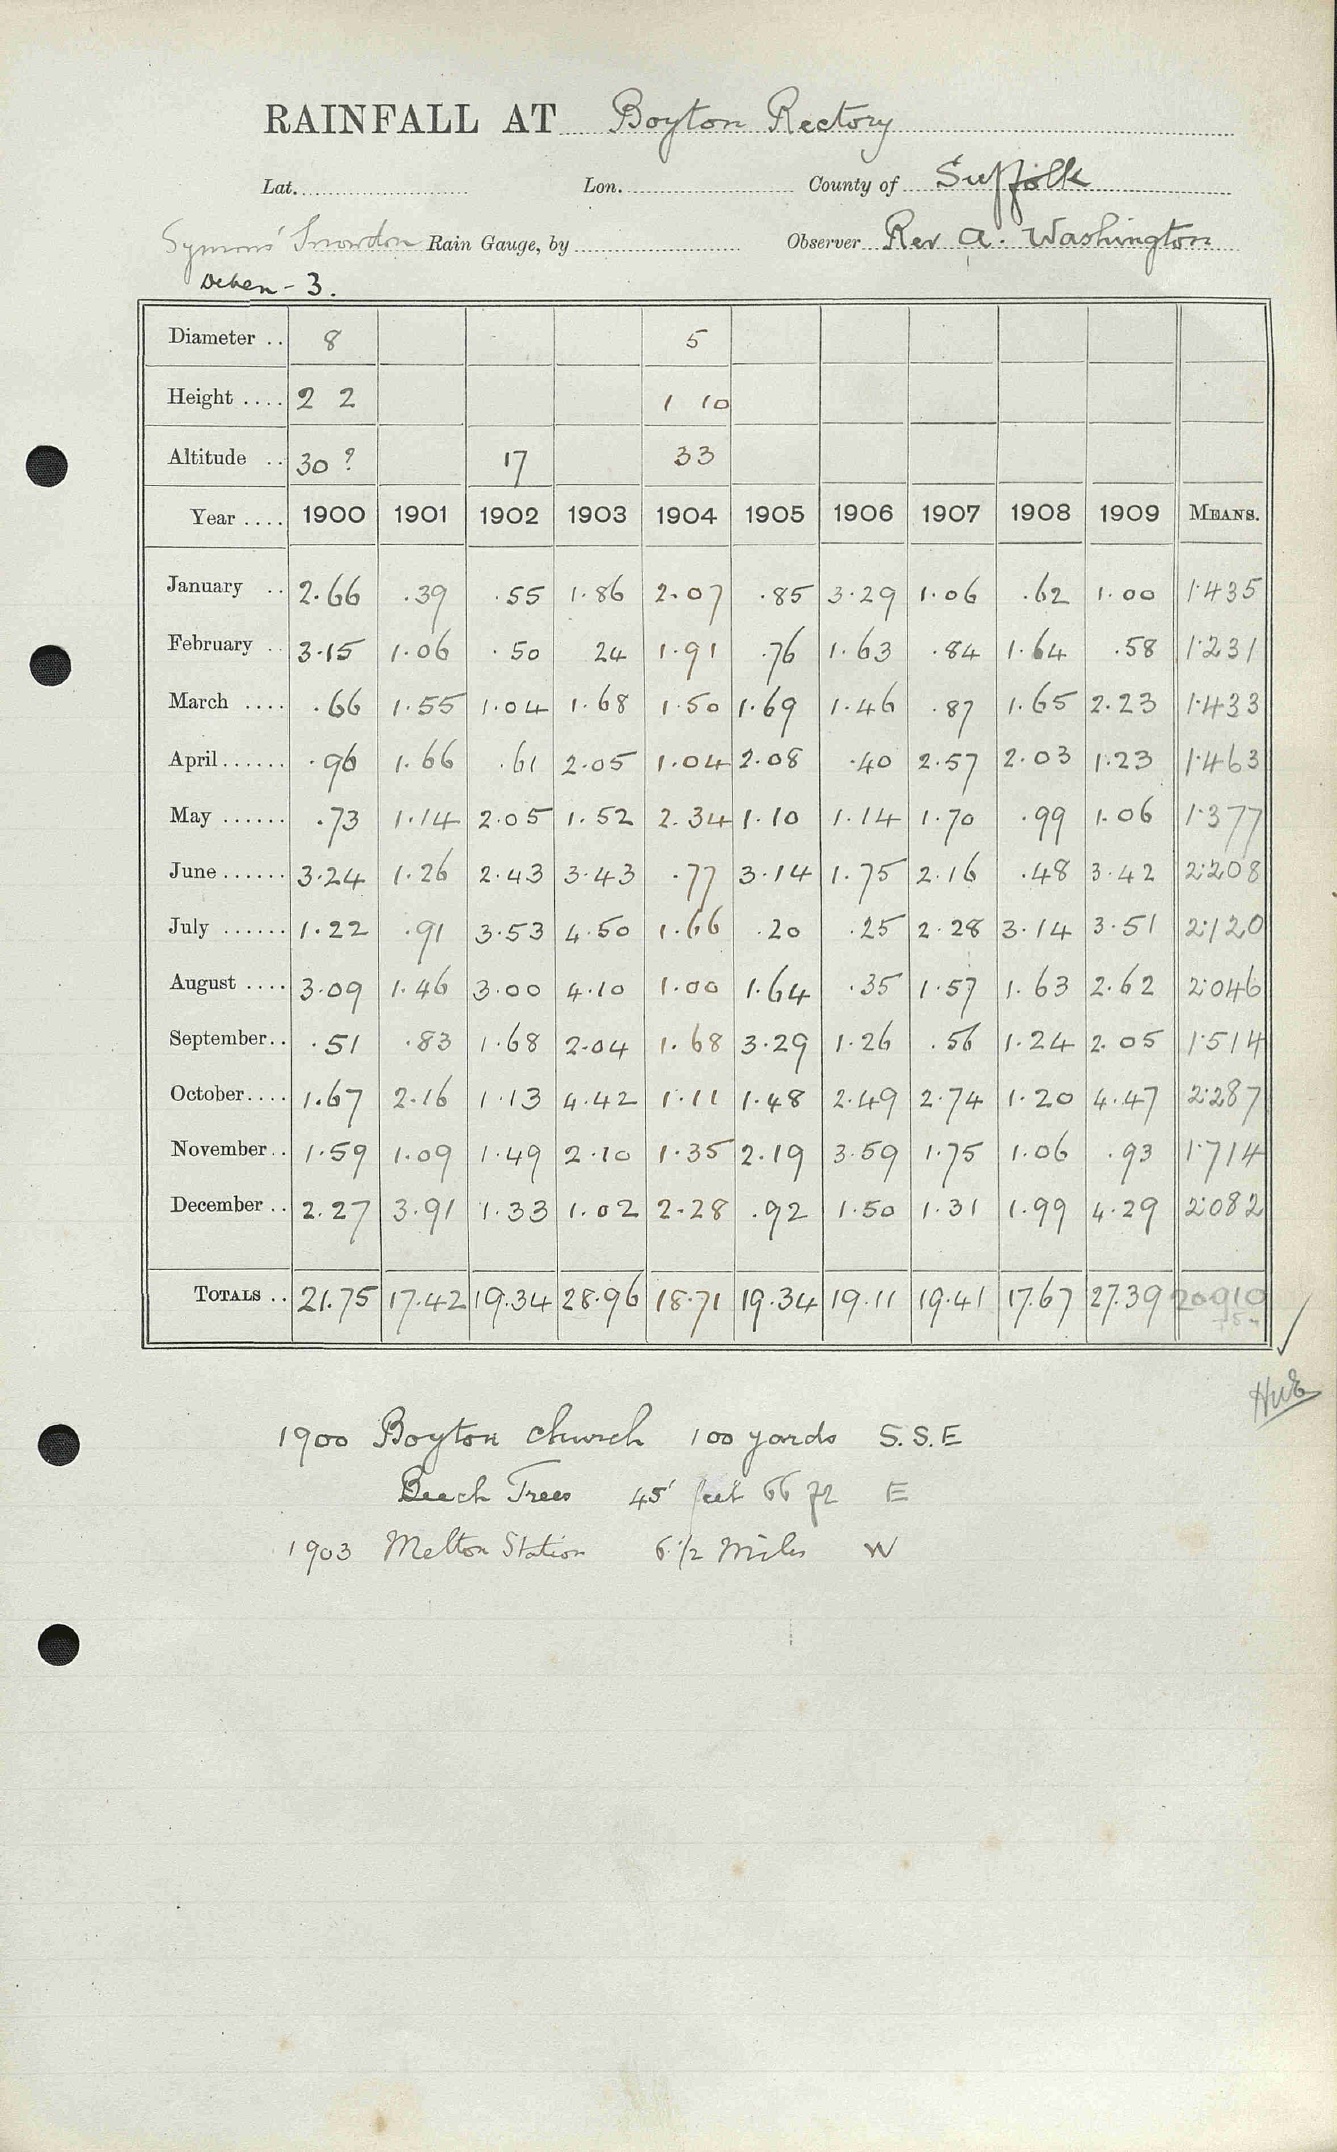 RAINFALL AT Boyton Rectory
Lat. Lon. County of Suffolk
Symons' Snowdon Rain Gauge, by Observer Rev A. Washington
Deben - 3.
Diameter .. 8 5
Height .... 2 2 1 10
Altitude .. 30 ? 17 33
Year .... 1900 1901 1902 1903 1904 1905 1906 1907 1908 1909 MEANS.
January .. 2.66 .39 .55 1.86 2.07 .85 3.29 1.06 .62 1.00 1.435
February .. 3.15 1.06 .50 24 1.91 .76 1.63 .84 1.64 .58 1.231
March .... .66 1.55 1.04 1.68 1.50 1.69 1.46 .87 1.65 2.23 1.433
April...... .96 1.66 .61 2.05 1.04 2.08 .40 2.57 2.03 1.23 1.463
May ...... .73 1.14 2.05 1.52 2.34 1.10 1.14 1.70 .99 1.06 1.377
June...... 3.24 1.26 2.43 3.43 .77 3.14 1.75 2.16 .48 3.42 2.208
July ...... 1.22 .91 3.53 4.50 1.66 .20 .25 2.28 3.14 3.51 2.120
August .... 3.09 1.46 3.00 4.10 1.00 1.64 .35 1.57 1.63 2.62 2.046
September.. .51 .83 1.68 2.04 1.68 3.29 1.26 .56 1.24 2.05 1.514
October.... 1.67 2.16 1.13 4.42 1.11 1.48 2.49 2.74 1.20 4.47 2.287
November.. 1.59 1.09 1.49 2.10 1.35 2.19 3.59 1.75 1.06 .93 1.714
December .. 2.27 3.91 1.33 1.02 2.28 .92 1.50 1.31 1.99 4.29 2.082
TOTALS .. 21.75 17.42 19.34 28.96 18.71 19.34 19.11 19.41 17.67 27.39 20910
1900 Boyton church 100 yards S.S.E
Beech Trees 45 feet 66 ft E
1903 Melton Station 6 1/2 Miles W